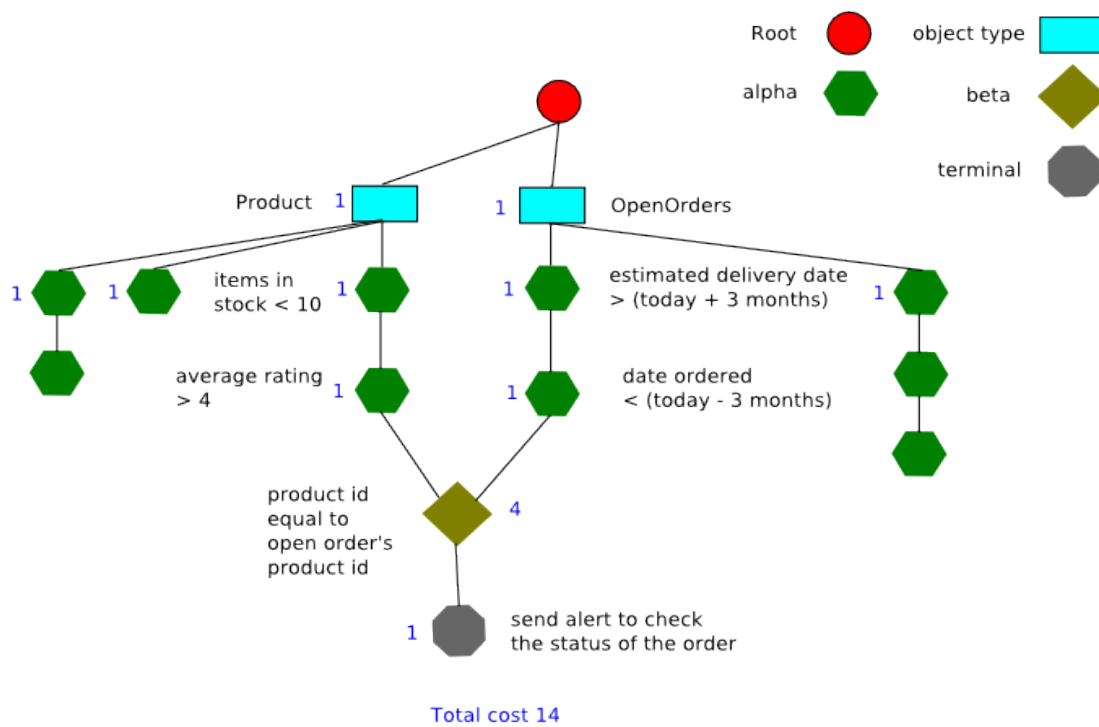 Root
object type
alpha
beta
terminal
Product
1
1
OpenOrders
1
1
items in
stock < 10
1
1
estimated delivery date
> (today + 3 months)
1
average rating
> 4
1
1
date ordered
< (today - 3 months)
product id
equal to
open order's
product id
4
1
send alert to check
the status of the order
Total cost 14